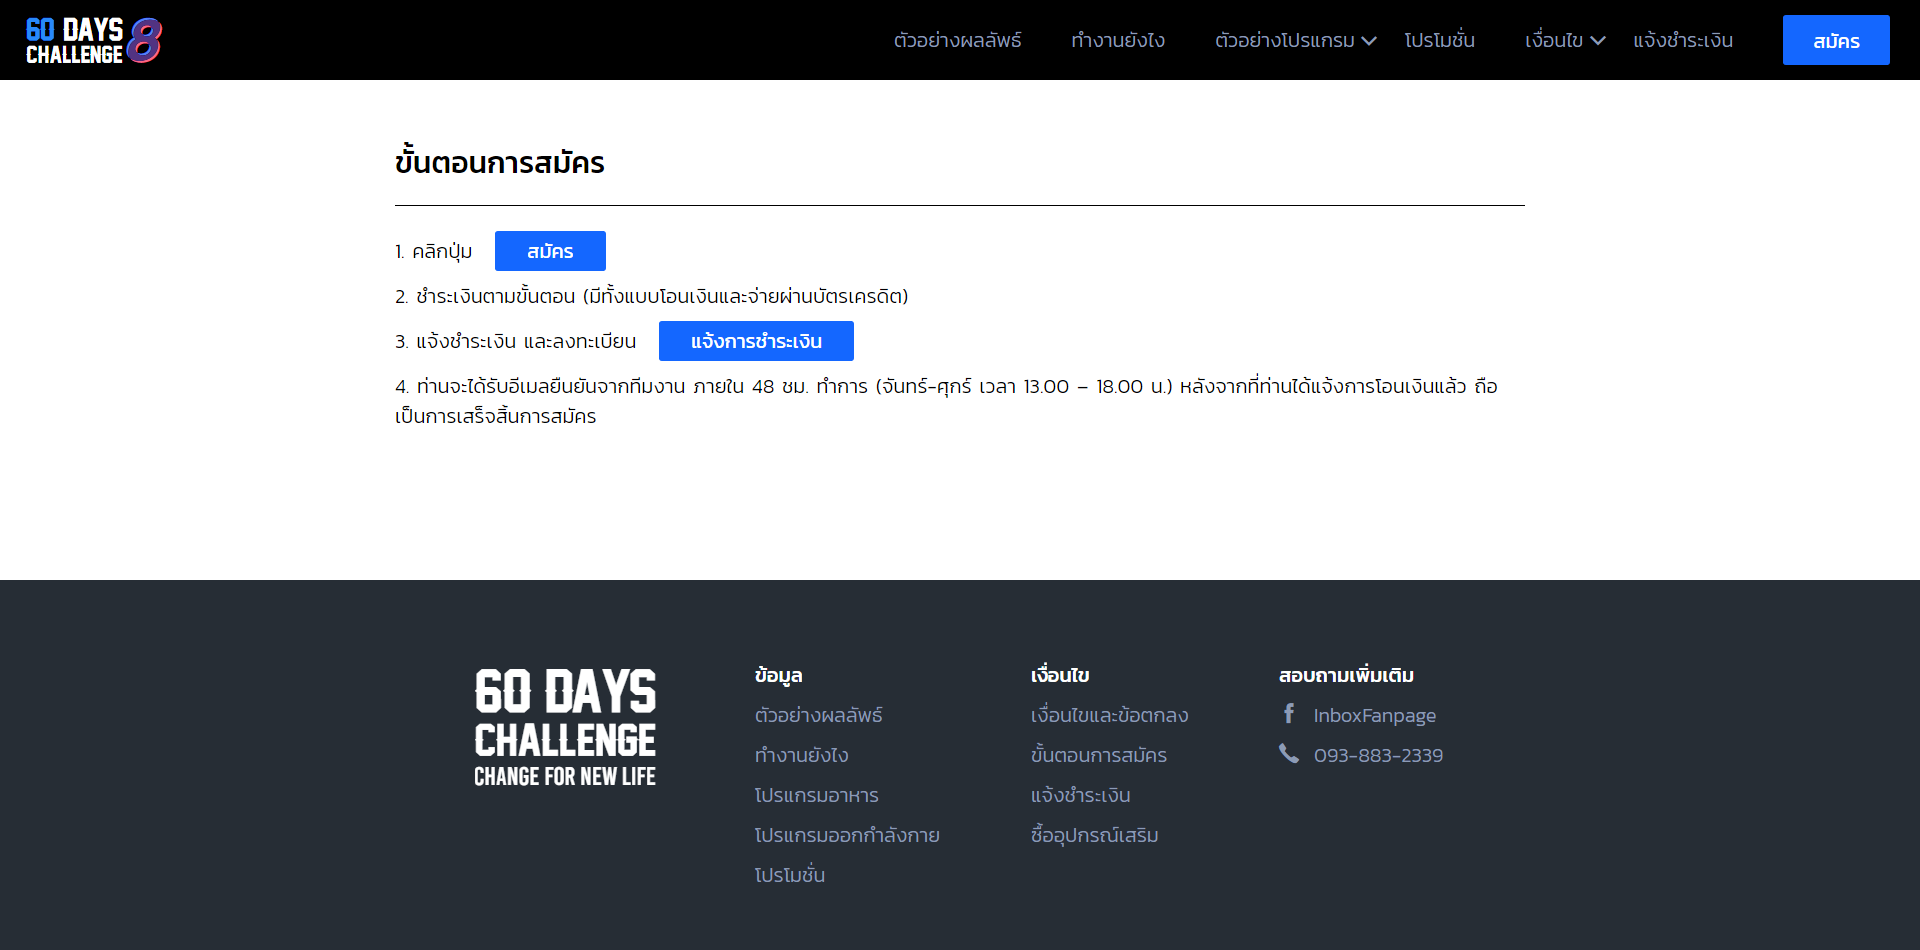 60 DAYS
CHALLENGE 8
ตัวอย่างผลลัพธ์ ทำงานยังไง ตัวอย่างโปรแกรม โปรโมชั่น เงื่อนไข แจ้งชำระเงิน สมัคร
ขั้นตอนการสมัคร
1. คลิกปุ่ม สมัคร
2. ชำระเงินตามขั้นตอน (มีทั้งแบบโอนเงินและจ่ายผ่านบัตรเครดิต)
3. แจ้งชำระเงิน และลงทะเบียน แจ้งการชำระเงิน
4. ท่านจะได้รับอีเมลยืนยันจากทีมงาน ภายใน 48 ชม. ทำการ (จันทร์-ศุกร์ เวลา 13.00 – 18.00 น.) หลังจากที่ท่านได้แจ้งการโอนเงินแล้ว ถือ
เป็นการเสร็จสิ้นการสมัคร
60 DAYS
CHALLENGE
CHANGE FOR NEW LIFE
ข้อมูล
ตัวอย่างผลลัพธ์
ทำงานยังไง
โปรแกรมอาหาร
โปรแกรมออกกำลังกาย
โปรโมชั่น
เงื่อนไข
เงื่อนไขและข้อตกลง
ขั้นตอนการสมัคร
แจ้งชำระเงิน
ซื้ออุปกรณ์เสริม
สอบถามเพิ่มเติม
InboxFanpage
093-883-2339